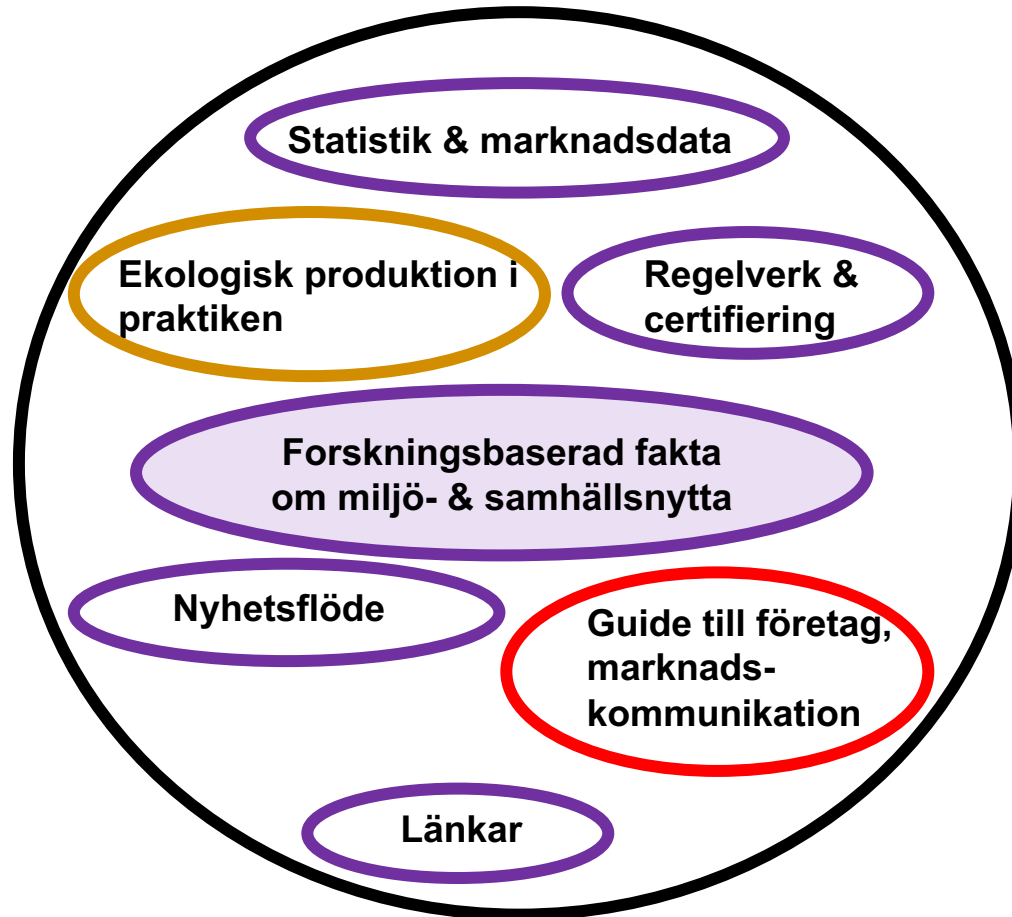 Statistik & marknadsdata
Ekologisk produktion i
praktiken
Regelverk &
certifiering
Forskningsbaserad fakta
om miljö- & samhällsnytta
Nyhetsflöde
Guide till företag,
marknads-
kommunikation
Länkar